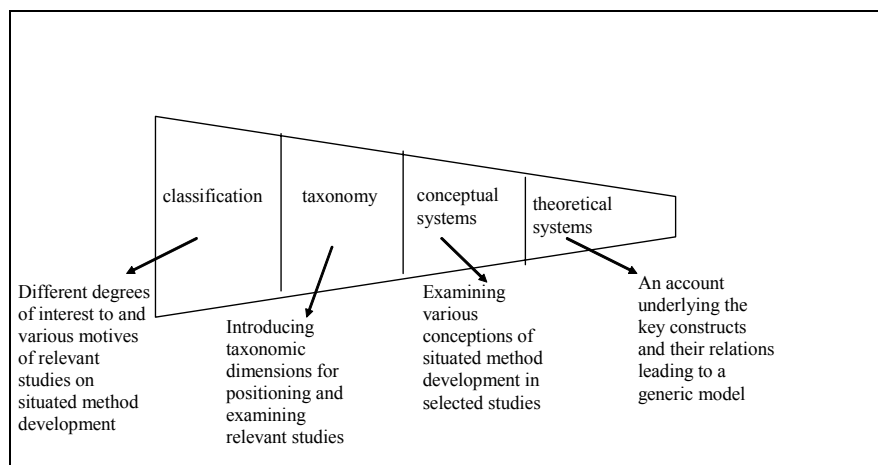 classification
taxonomy
conceptual
systems
theoretical
systems
Different degrees
of interest to and
various motives
of relevant
studies on
situated method
development
Introducing
taxonomic
dimensions for
positioning and
examining
relevant studies
Examining
various
conceptions of
situated method
development in
selected studies
An account
underlying the
key constructs
and their relations
leading to a
generic model